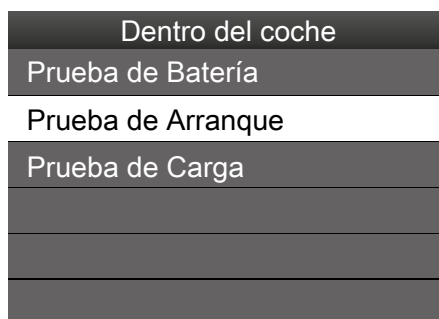 Dentro del coche
Prueba de Batería
Prueba de Arranque
Prueba de Carga